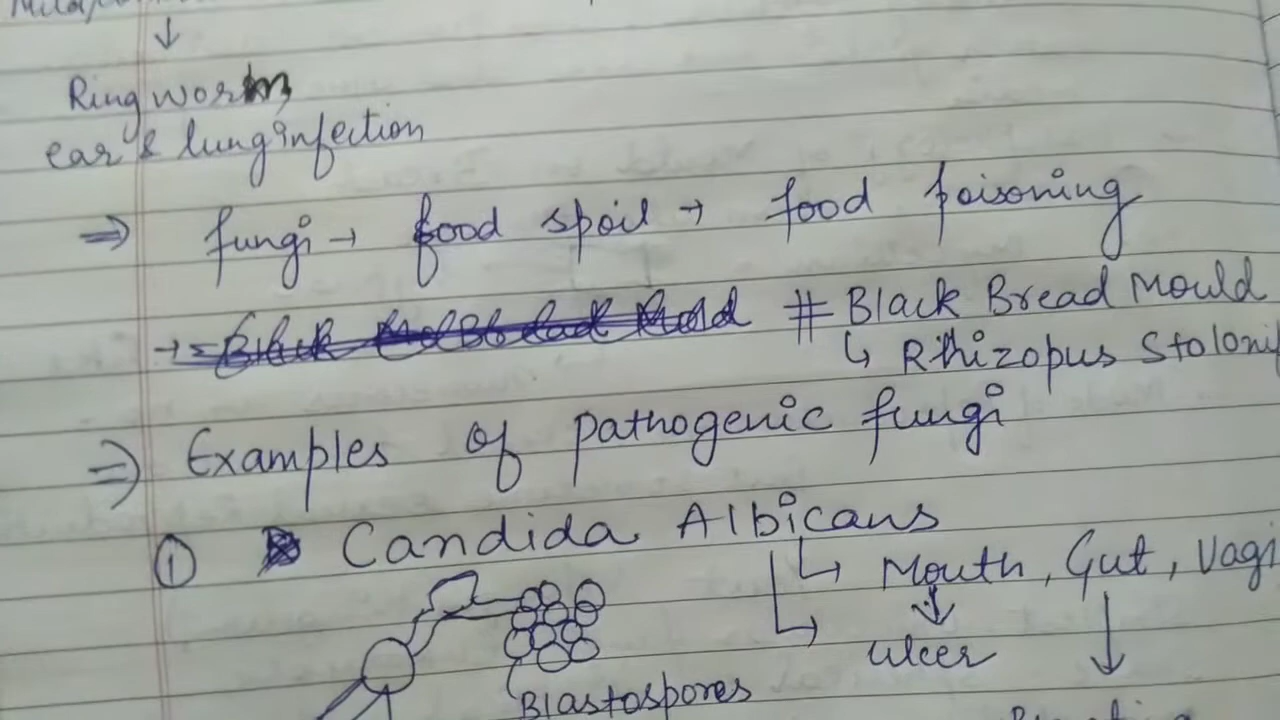 ↓
Ringworm
ear & lung infection
⇒ fungi → food spoil → food poisoning
# Black Bread Mould
↳ Rhizopus Stoloni
⇒ Examples of pathogenic fungi
① Candida Albicans
↳ Mouth, Gut, Vagi
↓ ↓
Ulcer
Blastospores